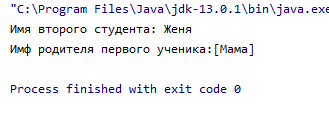 "C:\Program Files\Java\jdk-13.0.1\bin\java.exe
Имя второго студента: Женя
Имф родителя первого ученика:[Мама]
Process finished with exit code 0